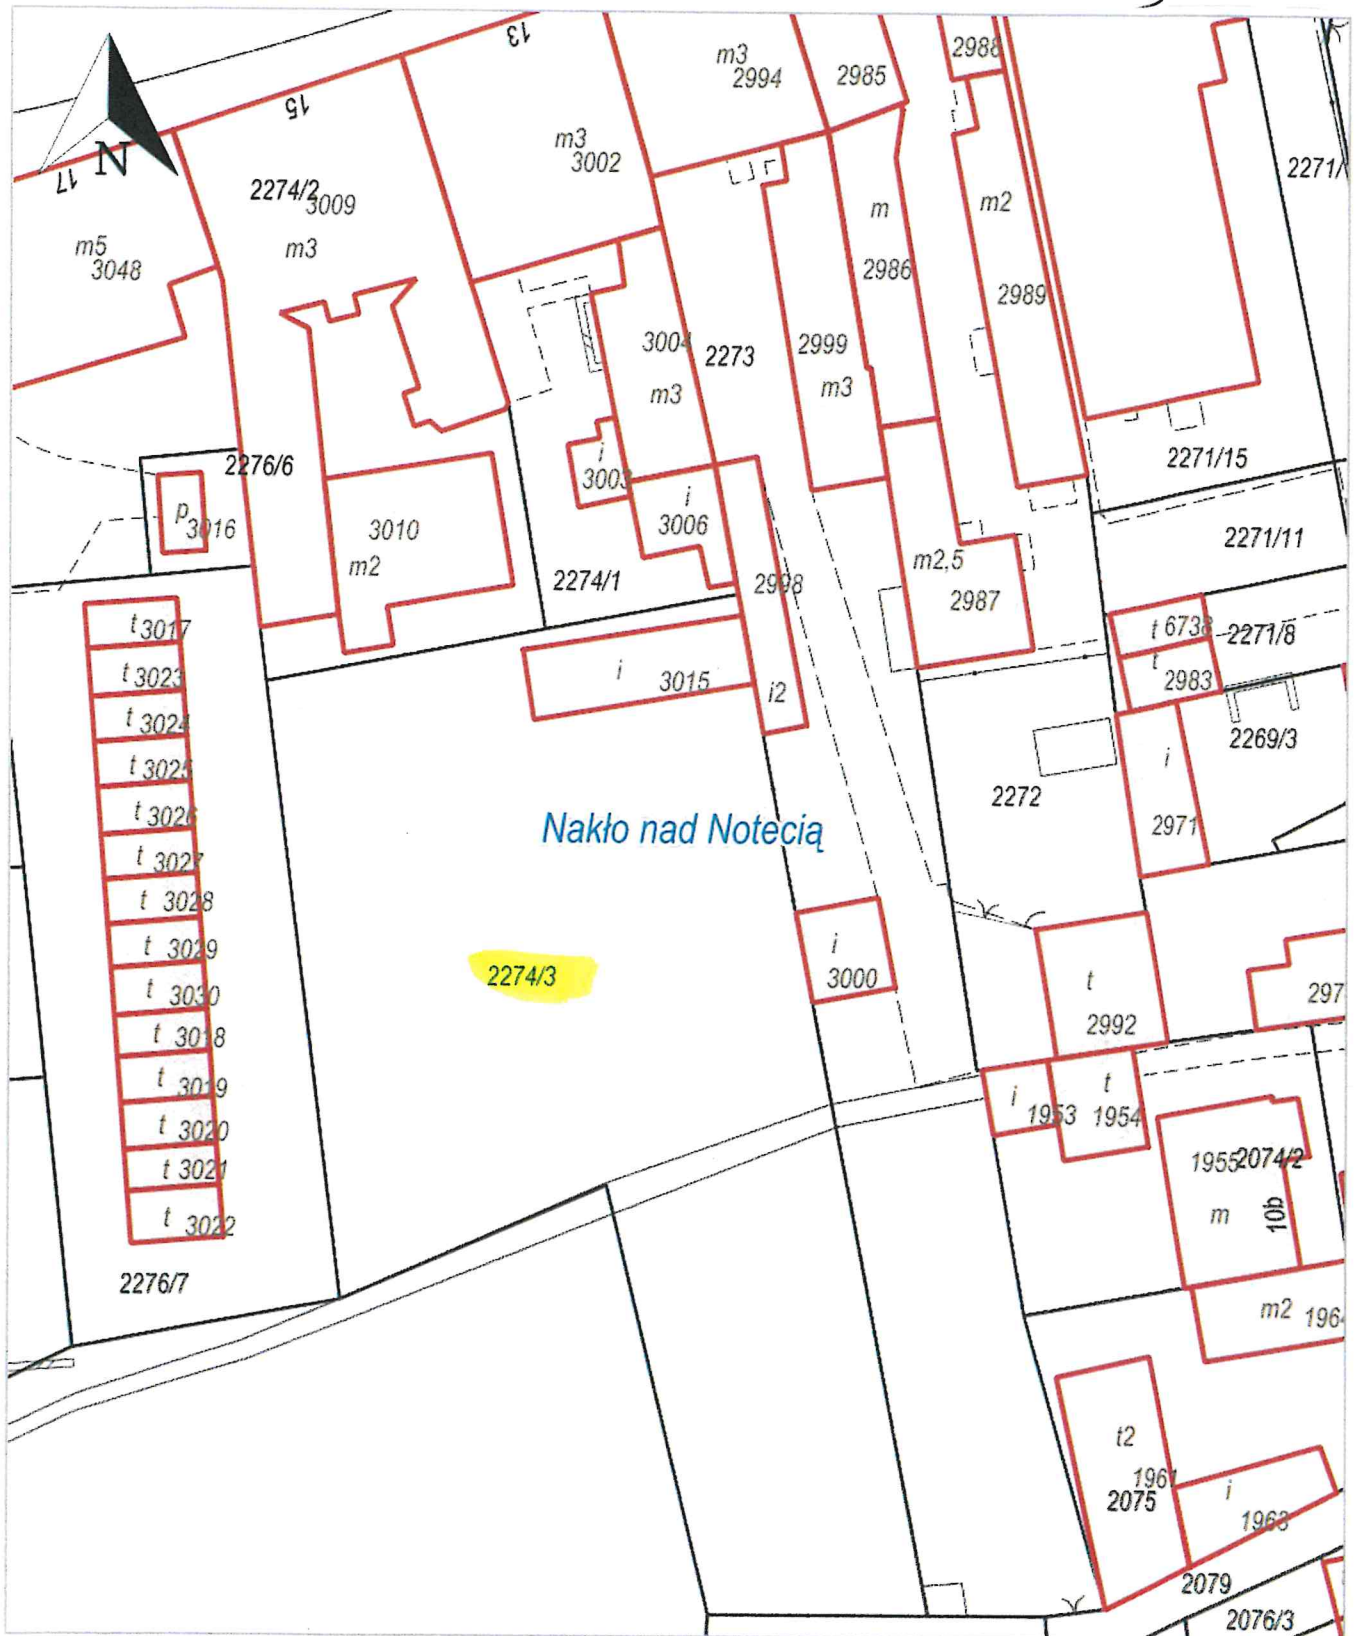 13
m3
2994
2985
2988
15
m3
3002
N
17
2274/2
3009
m3
m5
3048
m
2986
m2
2989
2271/
3004
m3
2273
2999
m3
2276/6
i
3003
i
3006
2271/15
p
3016
3010
m2
2274/1
2998
m2,5
2987
2271/11
t 3017
t 6738
2271/8
t 3023
i 3015
i2
t
2983
t 3024
2269/3
t 3025
i
2971
2272
t 3026
Nakło nad Notecią
t 3027
t 3028
t 3029
i
3000
2274/3
t 3030
t
2992
297
t 3018
t 3019
i 1953
t
1954
t 3020
t 3021
1955
2074/2
t 3022
m
10b
2276/7
m2 1964
t2
1961
2075
i
1963
2079
2076/3